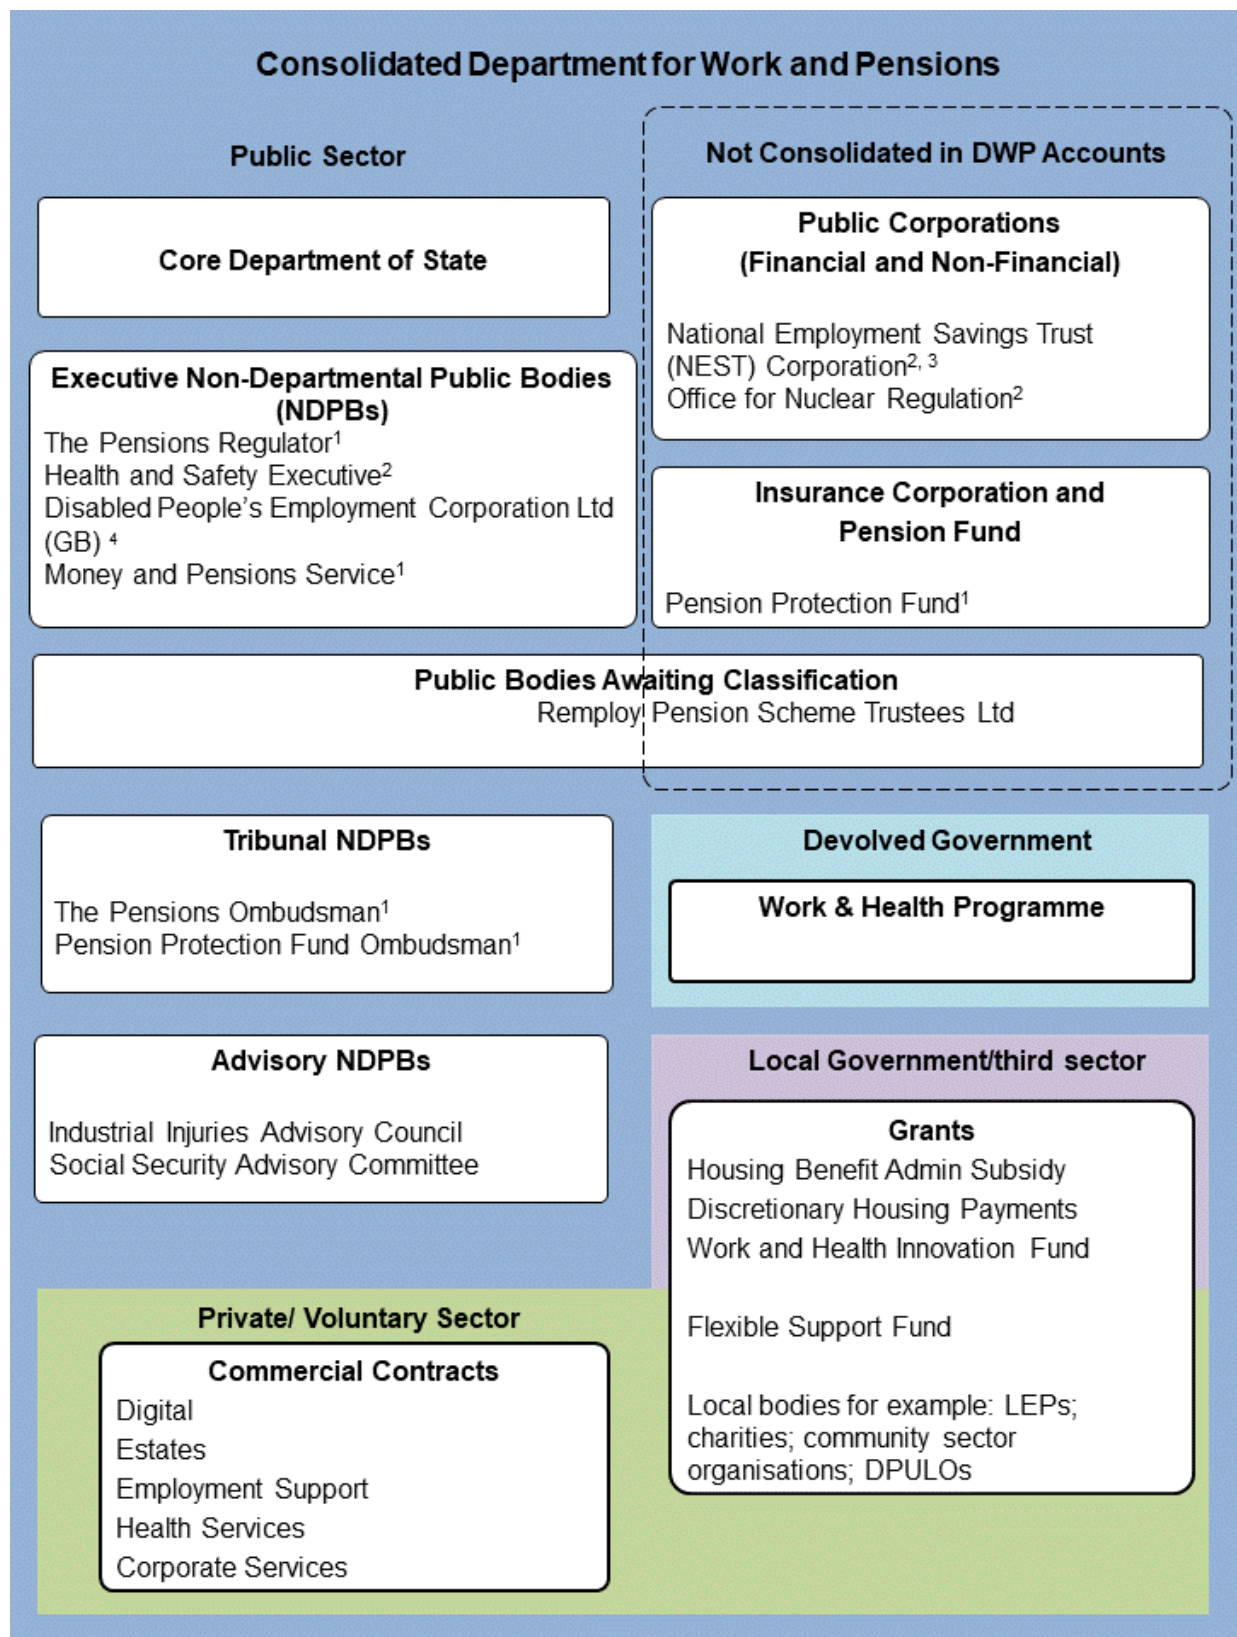 Consolidated Department for Work and Pensions
Public Sector
Core Department of State
Executive Non-Departmental Public Bodies
(NDPBs)
The Pensions Regulator¹
Health and Safety Executive²
Disabled People’s Employment Corporation Ltd
(GB) ⁴
Money and Pensions Service¹
Not Consolidated in DWP Accounts
Public Corporations
(Financial and Non-Financial)
National Employment Savings Trust
(NEST) Corporation²,³
Office for Nuclear Regulation²
Insurance Corporation and
Pension Fund
Pension Protection Fund¹
Public Bodies Awaiting Classification
Remploy Pension Scheme Trustees Ltd
Tribunal NDPBs
The Pensions Ombudsman¹
Pension Protection Fund Ombudsman¹
Devolved Government
Work & Health Programme
Advisory NDPBs
Industrial Injuries Advisory Council
Social Security Advisory Committee
Local Government/third sector
Grants
Housing Benefit Admin Subsidy
Discretionary Housing Payments
Work and Health Innovation Fund
Flexible Support Fund
Local bodies for example: LEPs;
charities; community sector
organisations; DPULOs
Private/ Voluntary Sector
Commercial Contracts
Digital
Estates
Employment Support
Health Services
Corporate Services